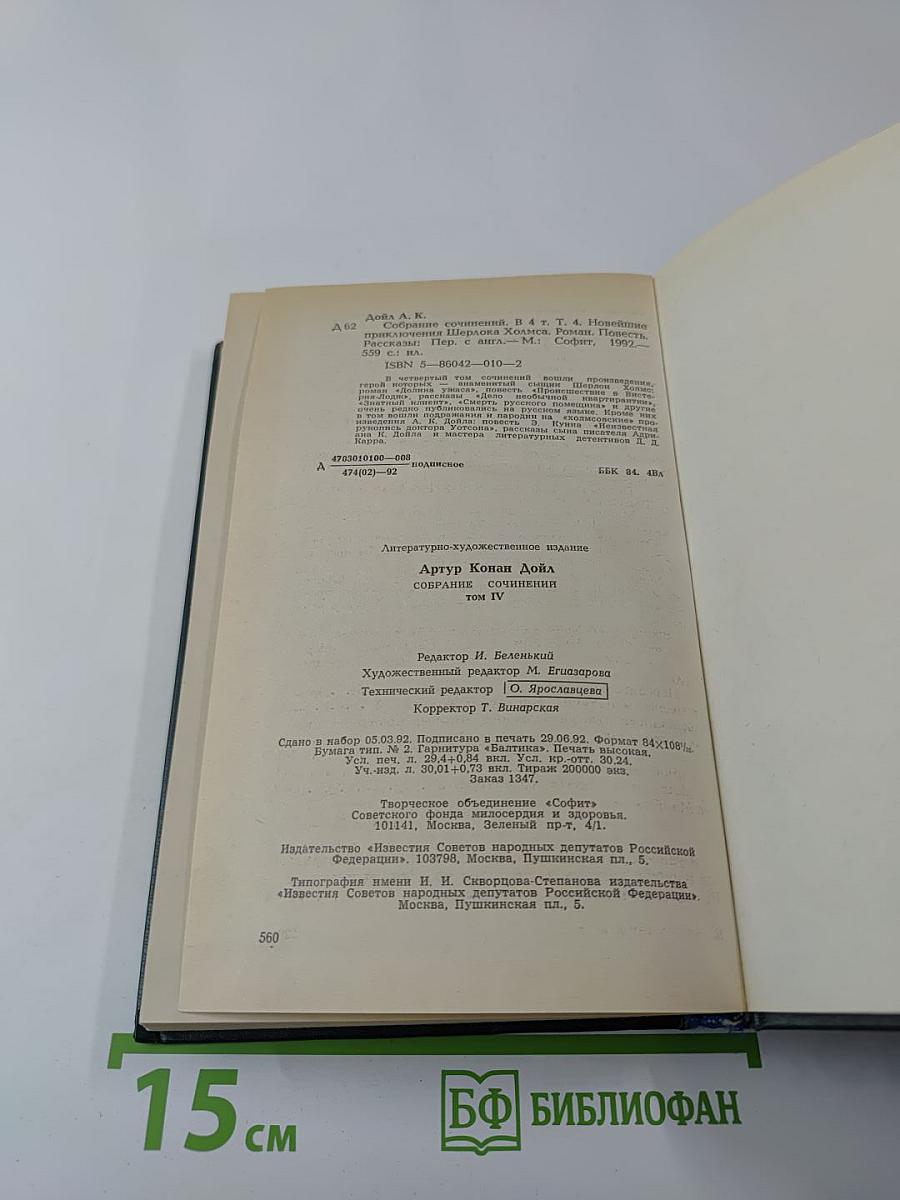 Дойл А. К.
Д 62 Собрание сочинений. В 4 т. Т. 4. Новейшие
приключения Шерлока Холмса. Роман. Повесть.
Рассказы: Пер. с англ.— М.: Софит, 1992.—
559 с.: ил.
ISBN 5—86042—010—2
В четвертый том сочинений вошли произведения,
герой которых — знаменитый сыщик Шерлок Холмс:
роман «Долина ужаса», повесть «Происшествие в Висте-
рия-Лодж», рассказы «Дело необычной квартирантки»,
«Знатный клиент», «Смерть русского помещика» и другие
очень редко публиковались на русском языке. Кроме них
в том вошли подражания и пародии на «холмсовские» про-
изведения А. К. Дойла: повесть Э. Куина «Неизвестная
рукопись доктора Уотсона», рассказы сына писателя Адри-
ана К. Дойла и мастера литературных детективов Д. Д.
Карра.
Д 4703010100—008
474(02)—92 подписное
ББК 84. 4Вл
Литературно-художественное издание
Артур Конан Дойл
СОБРАНИЕ СОЧИНЕНИЙ
том IV
Редактор И. Беленький
Художественный редактор М. Егиазарова
Технический редактор О. Ярославцева
Корректор Т. Винарская
Сдано в набор 05.03.92. Подписано в печать 29.06.92. Формат 84×108¹/₃₂.
Бумага тип. № 2. Гарнитура «Балтика». Печать высокая.
Усл. печ. л. 29,4+0,84 вкл. Усл. кр.-отт. 30,24.
Уч.-изд. л. 30,01+0,73 вкл. Тираж 200000 экз.
Заказ 1347.
Творческое объединение «Софит»
Советского фонда милосердия и здоровья.
101141, Москва, Зеленый пр-т, 4/1.
Издательство «Известия Советов народных депутатов Российской
Федерации». 103798, Москва, Пушкинская пл., 5.
Типография имени И. И. Скворцова-Степанова издательства
«Известия Советов народных депутатов Российской Федерации».
Москва, Пушкинская пл., 5.
560
15 см
БФ БИБЛИОФАН